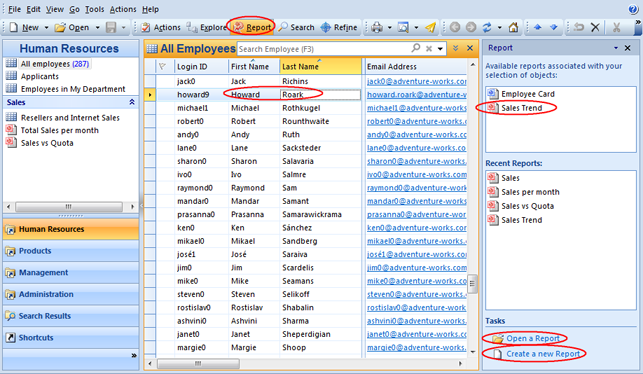 File Edit View Go Tools Help
New Open Actions Explore Report Search Refine Home
Human Resources
All employees (287)
Applicants
Employees in My Department
Sales
Resellers and Internet Sales
Total Sales per month
Sales vs Quota
Human Resources
Products
Management
Administration
Search Results
Shortcuts
All Employees Search Employee (F3)
Login ID First Name Last Name Email Address
jack0 Jack Richins jack0@adventure-works.com
howard9 Howard Roark howard.roark@adventure-wor
michael1 Michael Rothkugel michael1@adventure-works.
robert0 Robert Rounthwaite robert0@adventure-works.c
andy0 Andy Ruth andy0@adventure-works.co
lane0 Lane Sacksteder lane0@adventure-works.co
sharon0 Sharon Salavaria sharon0@adventure-works.c
ivo0 Ivo Salmre ivo0@adventure-works.com
raymond0 Raymond Sam raymond0@adventure-works
mandar0 Mandar Samant mandar0@adventure-works.
prasanna0 Prasanna Samarawickrama prasanna0@adventure-work
ken0 Ken Sánchez ken0@adventure-works.com
mikael0 Mikael Sandberg mikael0@adventure-works.c
josé1 José Saraiva josé1@adventure-works.com
jim0 Jim Scardelis jim0@adventure-works.com
mike0 Mike Seamans mike0@adventure-works.co
steven0 Steven Selikoff steven0@adventure-works.c
rostislav0 Rostislav Shabalin rostislav0@adventure-works
ashvini0 Ashvini Sharma ashvini0@adventure-works.c
janet0 Janet Sheperdigian janet0@adventure-works.co
margie0 Margie Shoop margie0@adventure-works.c
Report
Available reports associated with your
selection of objects:
Employee Card
Sales Trend
Recent Reports:
Sales
Sales per month
Sales vs Quota
Sales Trend
Tasks
Open a Report
Create a new Report